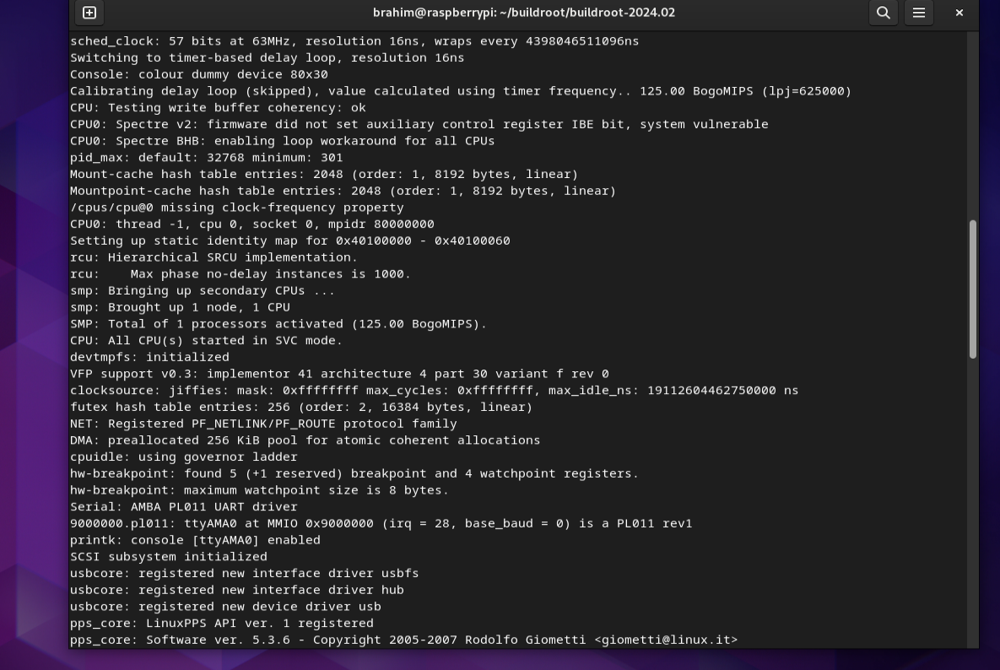 brahim@raspberrypi: ~/buildroot/buildroot-2024.02
sched_clock: 57 bits at 63MHz, resolution 16ns, wraps every 4398046511096ns
Switching to timer-based delay loop, resolution 16ns
Console: colour dummy device 80x30
Calibrating delay loop (skipped), value calculated using timer frequency.. 125.00 BogoMIPS (lpj=625000)
CPU: Testing write buffer coherency: ok
CPU0: Spectre v2: firmware did not set auxiliary control register IBE bit, system vulnerable
CPU0: Spectre BHB: enabling loop workaround for all CPUs
pid_max: default: 32768 minimum: 301
Mount-cache hash table entries: 2048 (order: 1, 8192 bytes, linear)
Mountpoint-cache hash table entries: 2048 (order: 1, 8192 bytes, linear)
/cpus/cpu@0 missing clock-frequency property
CPU0: thread -1, cpu 0, socket 0, mpidr 80000000
Setting up static identity map for 0x40100000 - 0x40100060
rcu: Hierarchical SRCU implementation.
rcu:    Max phase no-delay instances is 1000.
smp: Bringing up secondary CPUs ...
smp: Brought up 1 node, 1 CPU
SMP: Total of 1 processors activated (125.00 BogoMIPS).
CPU: All CPU(s) started in SVC mode.
devtmpfs: initialized
VFP support v0.3: implementor 41 architecture 4 part 30 variant f rev 0
clocksource: jiffies: mask: 0xffffffff max_cycles: 0xffffffff, max_idle_ns: 19112604462750000 ns
futex hash table entries: 256 (order: 2, 16384 bytes, linear)
NET: Registered PF_NETLINK/PF_ROUTE protocol family
DMA: preallocated 256 KiB pool for atomic coherent allocations
cpuidle: using governor ladder
hw-breakpoint: found 5 (+1 reserved) breakpoint and 4 watchpoint registers.
hw-breakpoint: maximum watchpoint size is 8 bytes.
Serial: AMBA PL011 UART driver
9000000.pl011: ttyAMA0 at MMIO 0x9000000 (irq = 28, base_baud = 0) is a PL011 rev1
printk: console [ttyAMA0] enabled
SCSI subsystem initialized
usbcore: registered new interface driver usbfs
usbcore: registered new interface driver hub
usbcore: registered new device driver usb
pps_core: LinuxPPS API ver. 1 registered
pps_core: Software ver. 5.3.6 - Copyright 2005-2007 Rodolfo Giometti <giometti@linux.it>